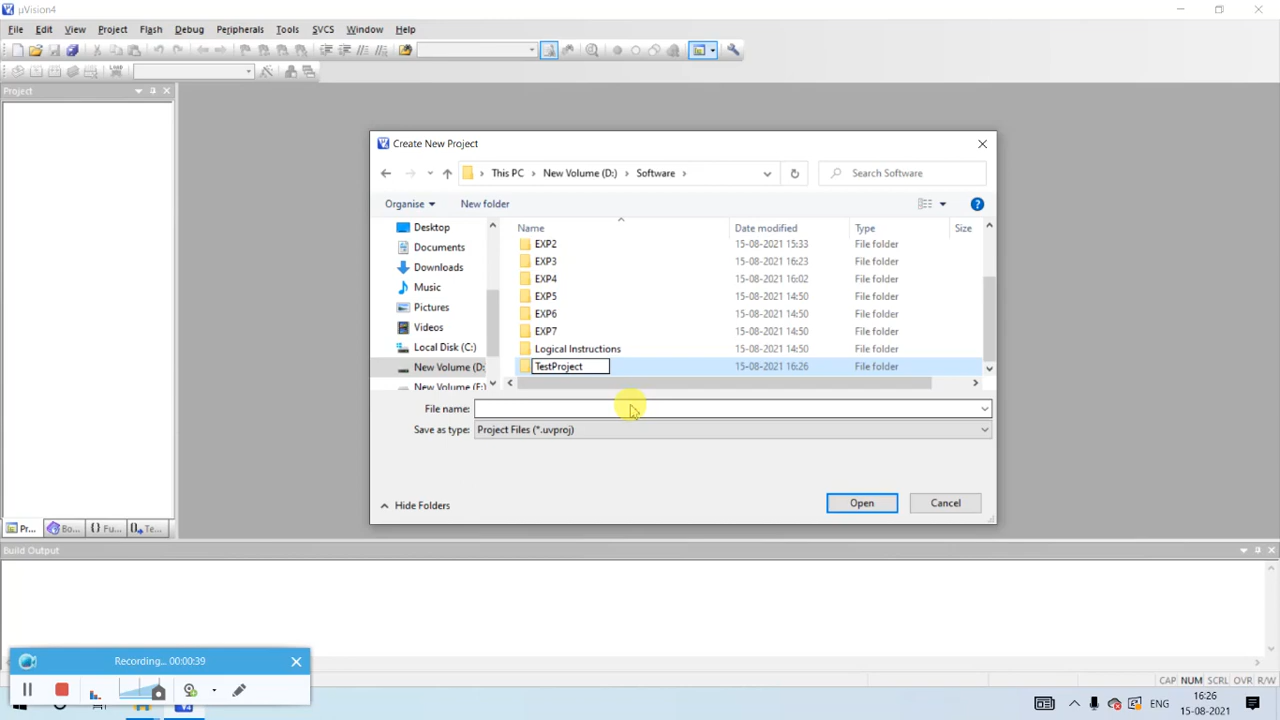 µVision4
File Edit View Project Flash Debug Peripherals Tools SVCS Window Help
Project
Create New Project
This PC New Volume (D:) Software
Search Software
Organise New folder
Name Date modified Type Size
Desktop
Documents
Downloads
Music
Pictures
Videos
Local Disk (C:)
New Volume (D:
New Volume (F:
EXP2 15-08-2021 15:33 File folder
EXP3 15-08-2021 16:23 File folder
EXP4 15-08-2021 16:02 File folder
EXP5 15-08-2021 14:50 File folder
EXP6 15-08-2021 14:50 File folder
EXP7 15-08-2021 14:50 File folder
Logical Instructions 15-08-2021 14:50 File folder
TestProject 15-08-2021 16:26 File folder
File name:
Save as type: Project Files (*.uvproj)
Hide Folders
Open Cancel
Pr... Bo... {} Fu... Te...
Build Output
Recording... 00:00:39
CAP NUM SCRL OVR R/W
ENG
16:26
15-08-2021